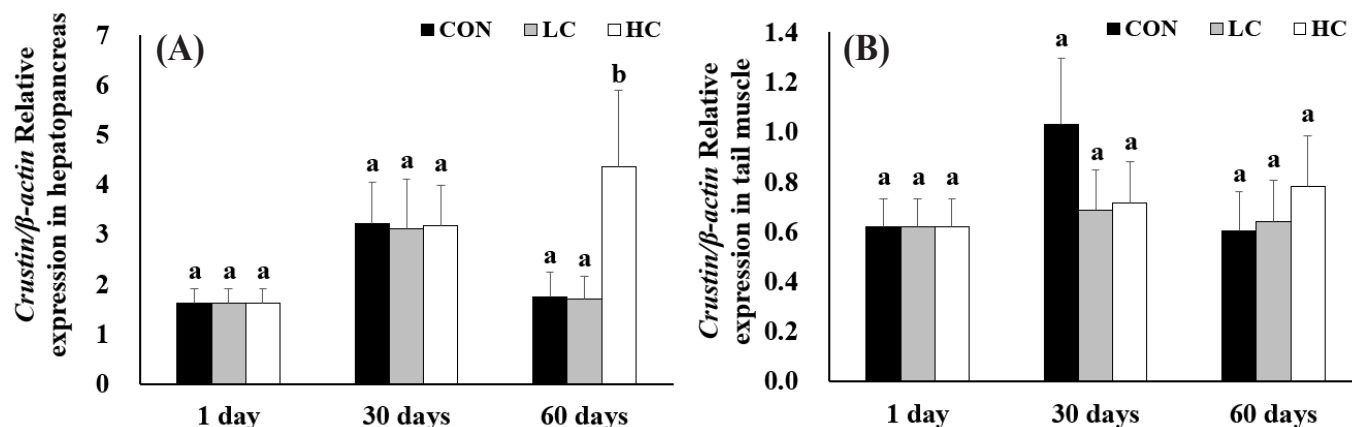 (A)
CON LC HC
Crustin/β-actin Relative
expression in hepatopancreas
7
6
5
4
3
2
1
0
a a a
a a a
a a b
1 day 30 days 60 days
(B)
CON LC HC
Crustin/β-actin Relative
expression in tail muscle
1.4
1.2
1.0
0.8
0.6
0.4
0.2
0.0
a a a
a a a
a a a
1 day 30 days 60 days